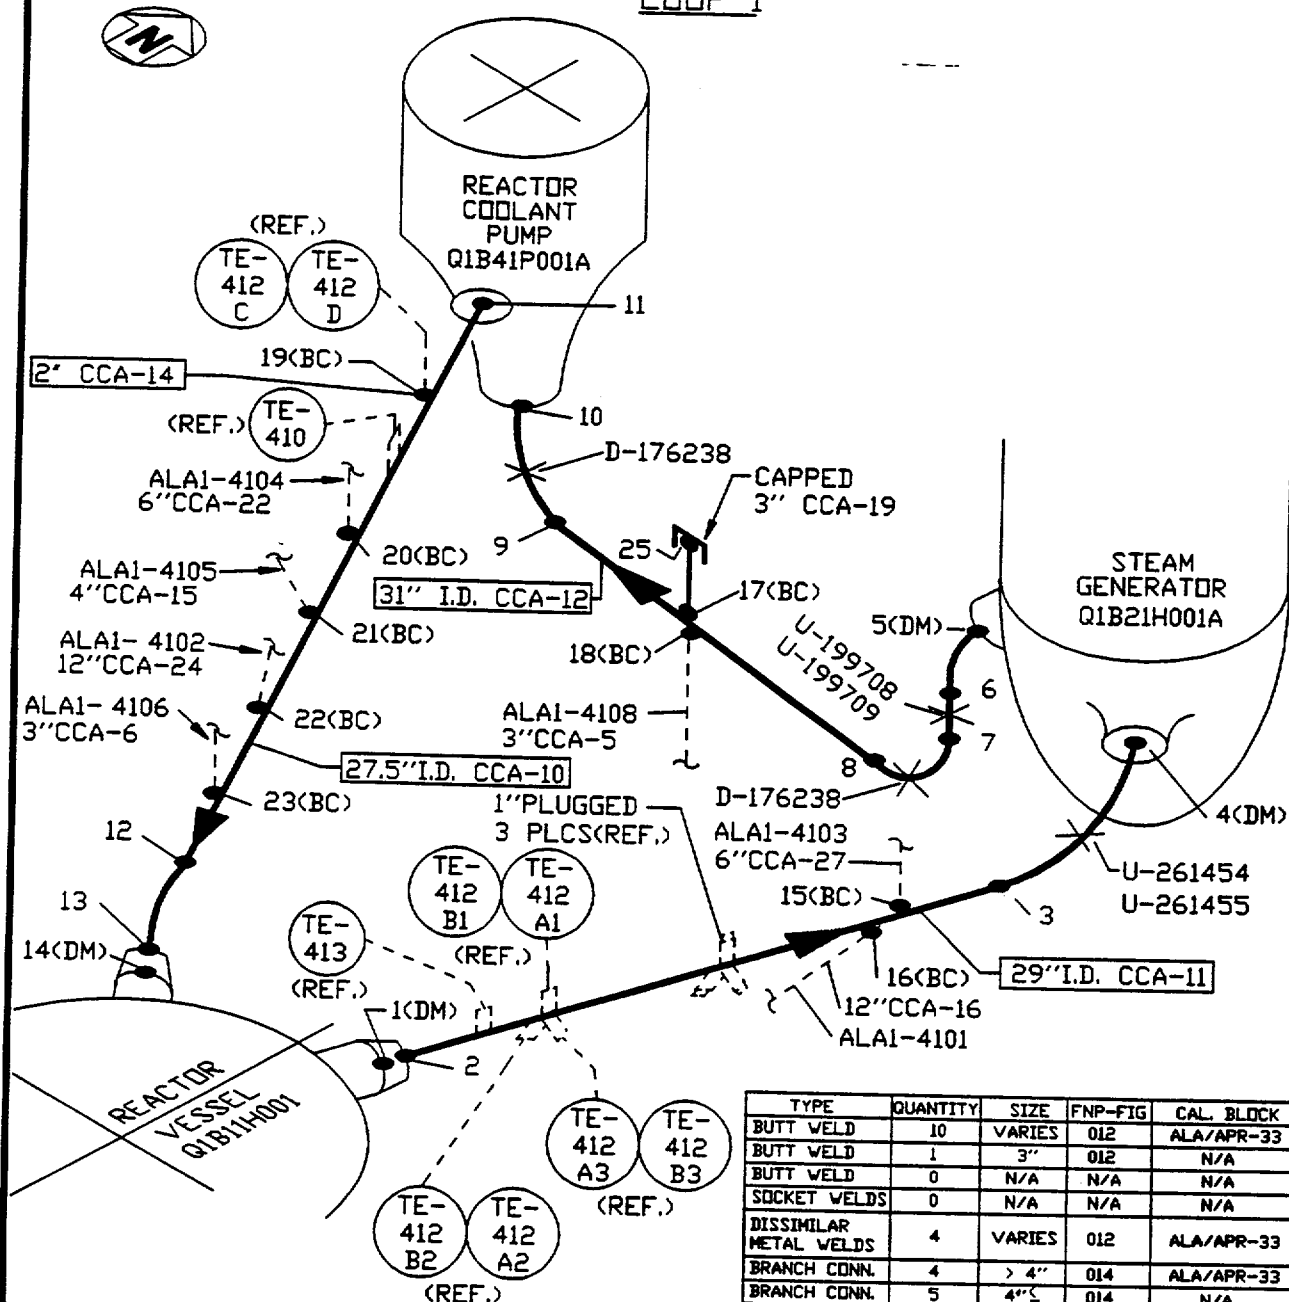 LOOP 1
N
REACTOR
COOLANT
PUMP
Q1B41P001A
(REF.)
TE-
412
C
TE-
412
D
11
19(BC)
2" CCA-14
10
(REF.)
TE-
410
D-176238
ALA1-4104
6"CCA-22
CAPPED
3" CCA-19
20(BC)
9
25
ALA1-4105
4"CCA-15
31" I.D. CCA-12
17(BC)
STEAM
GENERATOR
Q1B21H001A
21(BC)
18(BC)
5(DM)
U-199708
U-199709
ALA1- 4102
12"CCA-24
6
ALA1- 4106
3"CCA-6
22(BC)
ALA1-4108
3"CCA-5
7
27.5"I.D. CCA-10
8
23(BC)
1"PLUGGED
3 PLCS(REF.)
D-176238
4(DM)
12
ALA1-4103
6"CCA-27
TE-
412
B1
TE-
412
A1
(REF.)
U-261454
U-261455
15(BC)
3
13
TE-
413
(REF.)
14(DM)
16(BC)
29"I.D. CCA-11
1(DM)
12"CCA-16
ALA1-4101
2
REACTOR
VESSEL
Q1B11H001
TE-
412
A3
TE-
412
B3
(REF.)
TE-
412
B2
TE-
412
A2
(REF.)
TYPE QUANTITY SIZE FNP-FIG CAL. BLOCK
BUTT WELD 10 VARIES 012 ALA/APR-33
BUTT WELD 1 3" 012 N/A
BUTT WELD 0 N/A N/A N/A
SOCKET WELDS 0 N/A N/A N/A
DISSIMILAR
METAL WELDS 4 VARIES 012 ALA/APR-33
BRANCH CONN. 4 > 4" 014 ALA/APR-33
BRANCH CONN. 5 4"≤ 014 N/A